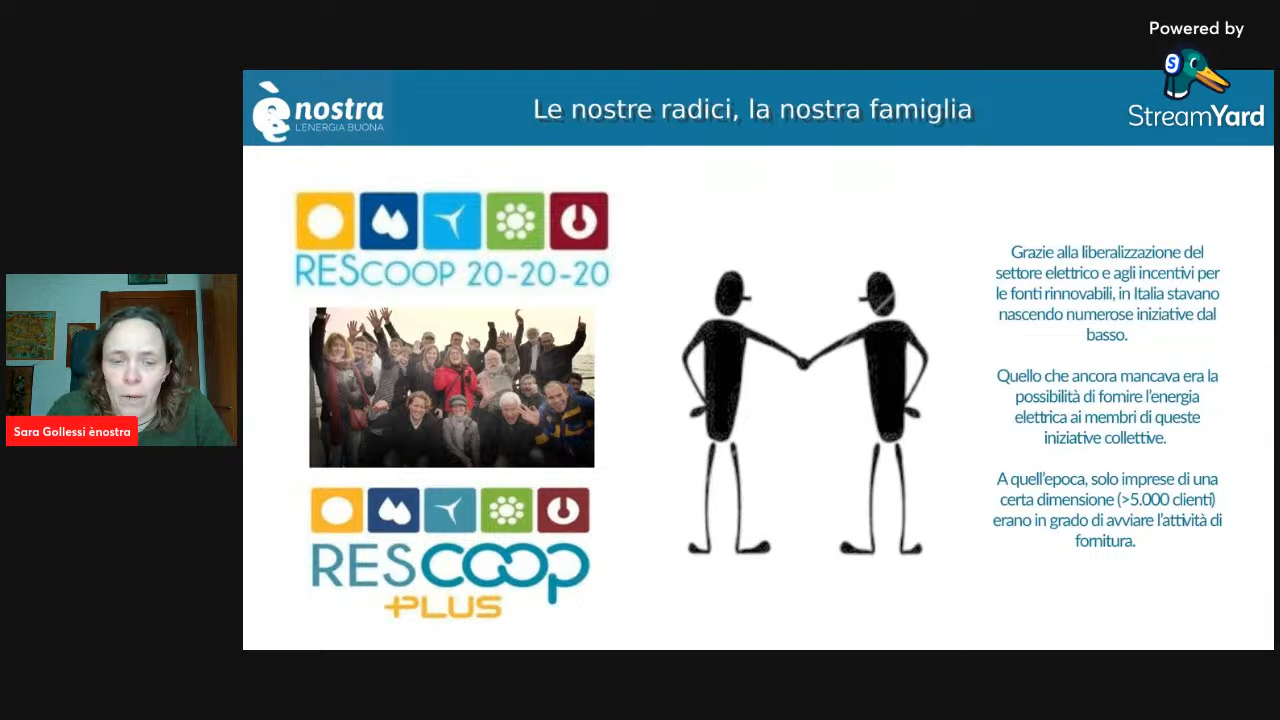 Powered by
StreamYard
ènostra
L'ENERGIA BUONA
Le nostre radici, la nostra famiglia
REScoop 20-20-20
RESCOOP
+PLUS
Grazie alla liberalizzazione del
settore elettrico e agli incentivi per
le fonti rinnovabili, in Italia stavano
nascendo numerose iniziative dal
basso.
Quello che ancora mancava era la
possibilità di fornire l'energia
elettrica ai membri di queste
iniziative collettive.
A quell'epoca, solo imprese di una
certa dimensione (>5.000 clienti)
erano in grado di avviare l'attività di
fornitura.
Sara Gollessi ènostra